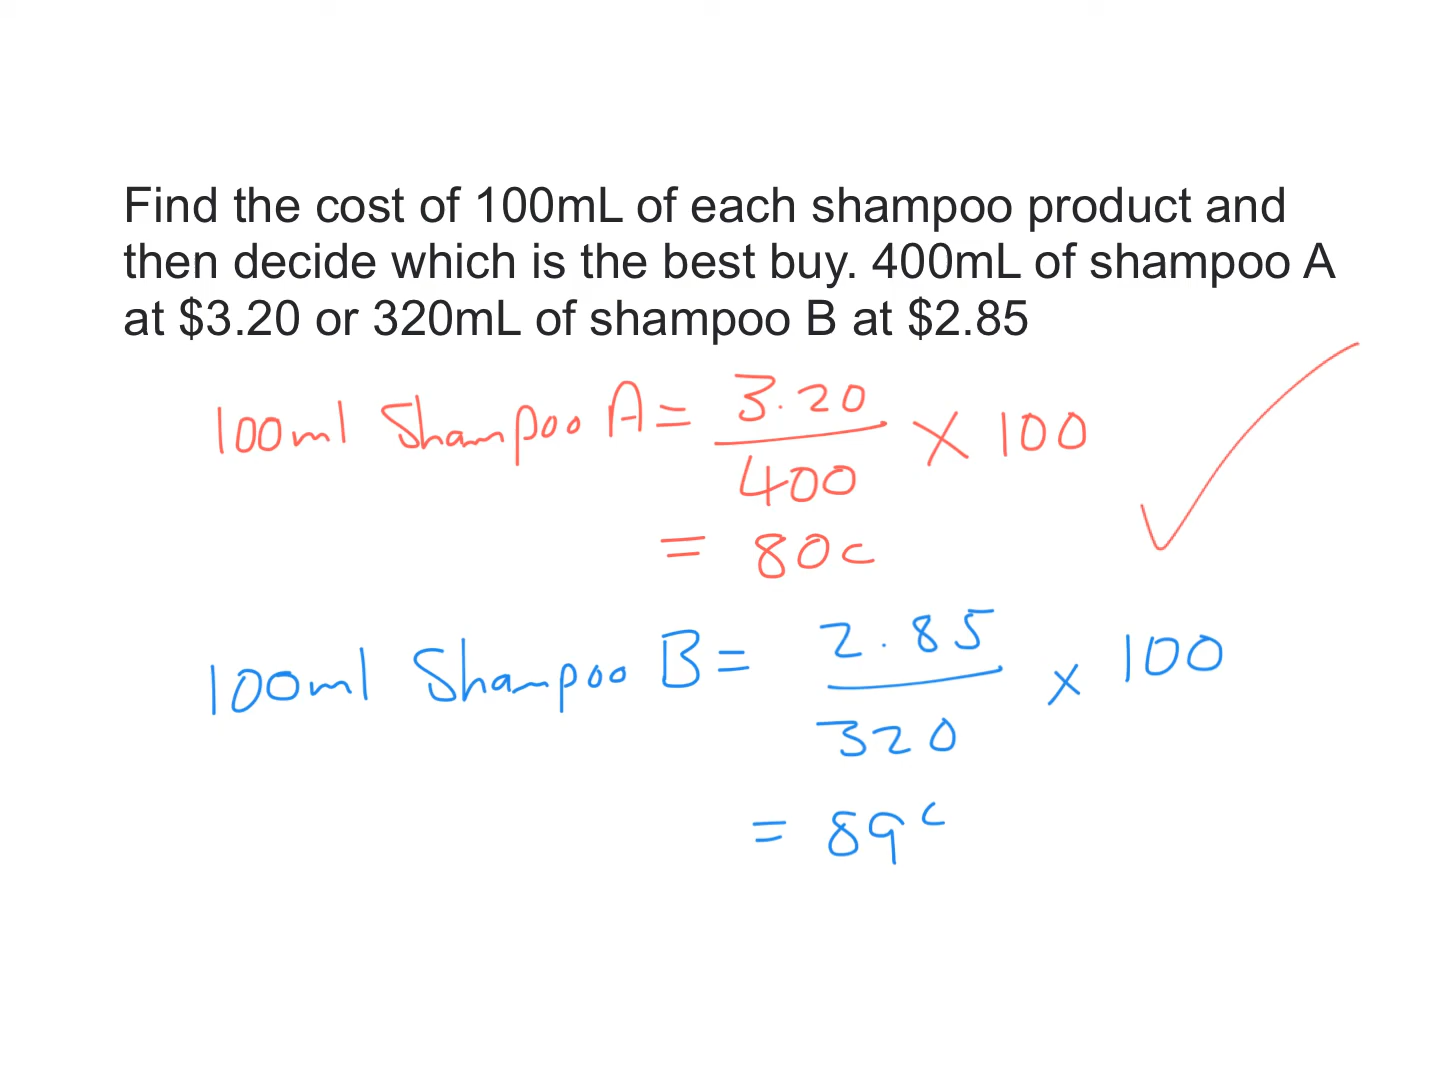 Find the cost of 100mL of each shampoo product and
then decide which is the best buy. 400mL of shampoo A
at $3.20 or 320mL of shampoo B at $2.85
100ml Shampoo A = 3.20 / 400 × 100
= 80c
100ml Shampoo B = 2.85 / 320 × 100
= 89c